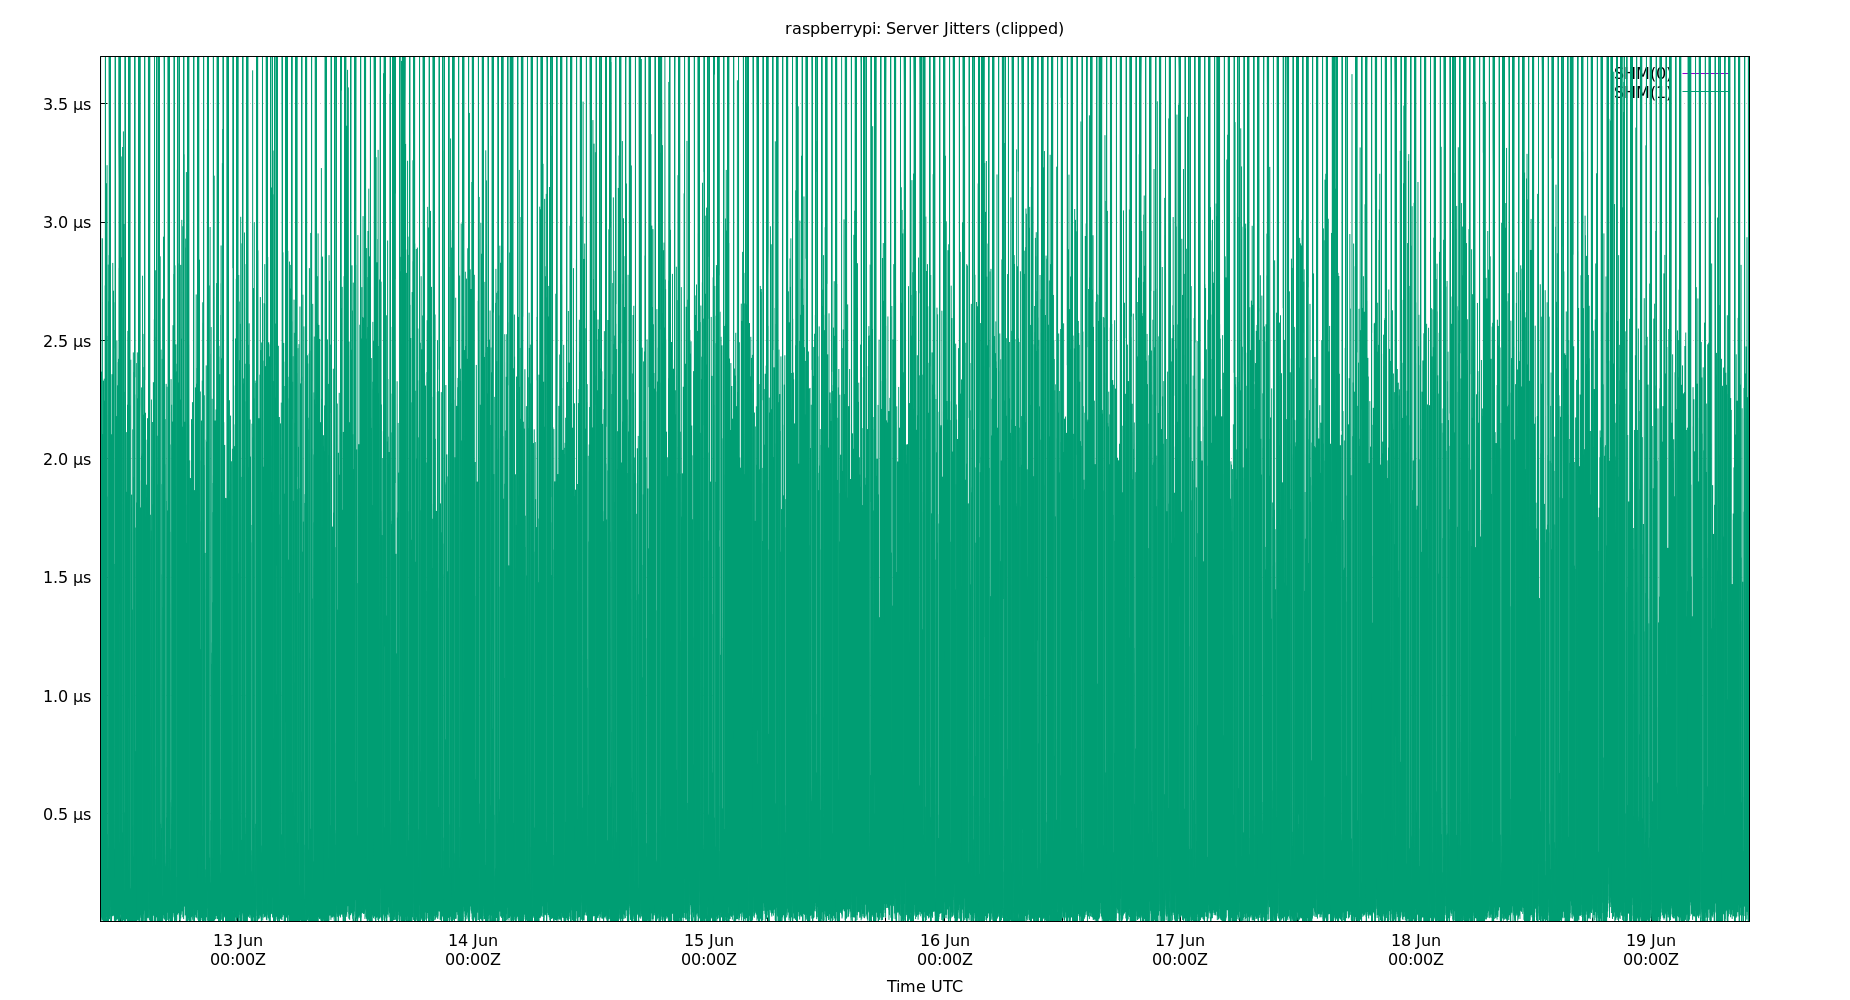 raspberrypi: Server Jitters (clipped)
SHM(0)
SHM(1)
3.5 µs
3.0 µs
2.5 µs
2.0 µs
1.5 µs
1.0 µs
0.5 µs
13 Jun 14 Jun 15 Jun 16 Jun 17 Jun 18 Jun 19 Jun
00:00Z 00:00Z 00:00Z 00:00Z 00:00Z 00:00Z 00:00Z
Time UTC